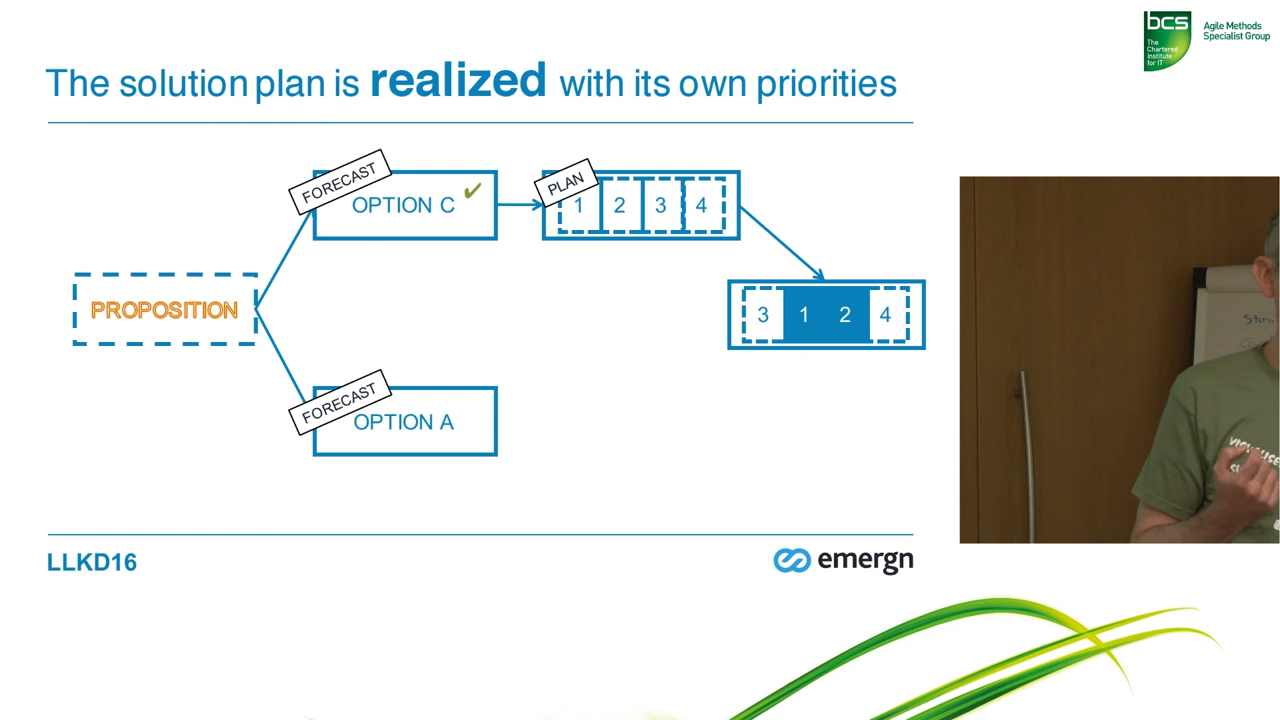 bcs
The
Chartered
Institute
for IT
Agile Methods
Specialist Group
The solution plan is realized with its own priorities
FORECAST
OPTION C
PLAN
1 2 3 4
PROPOSITION
3 1 2 4
FORECAST
OPTION A
LLKD16
emergn